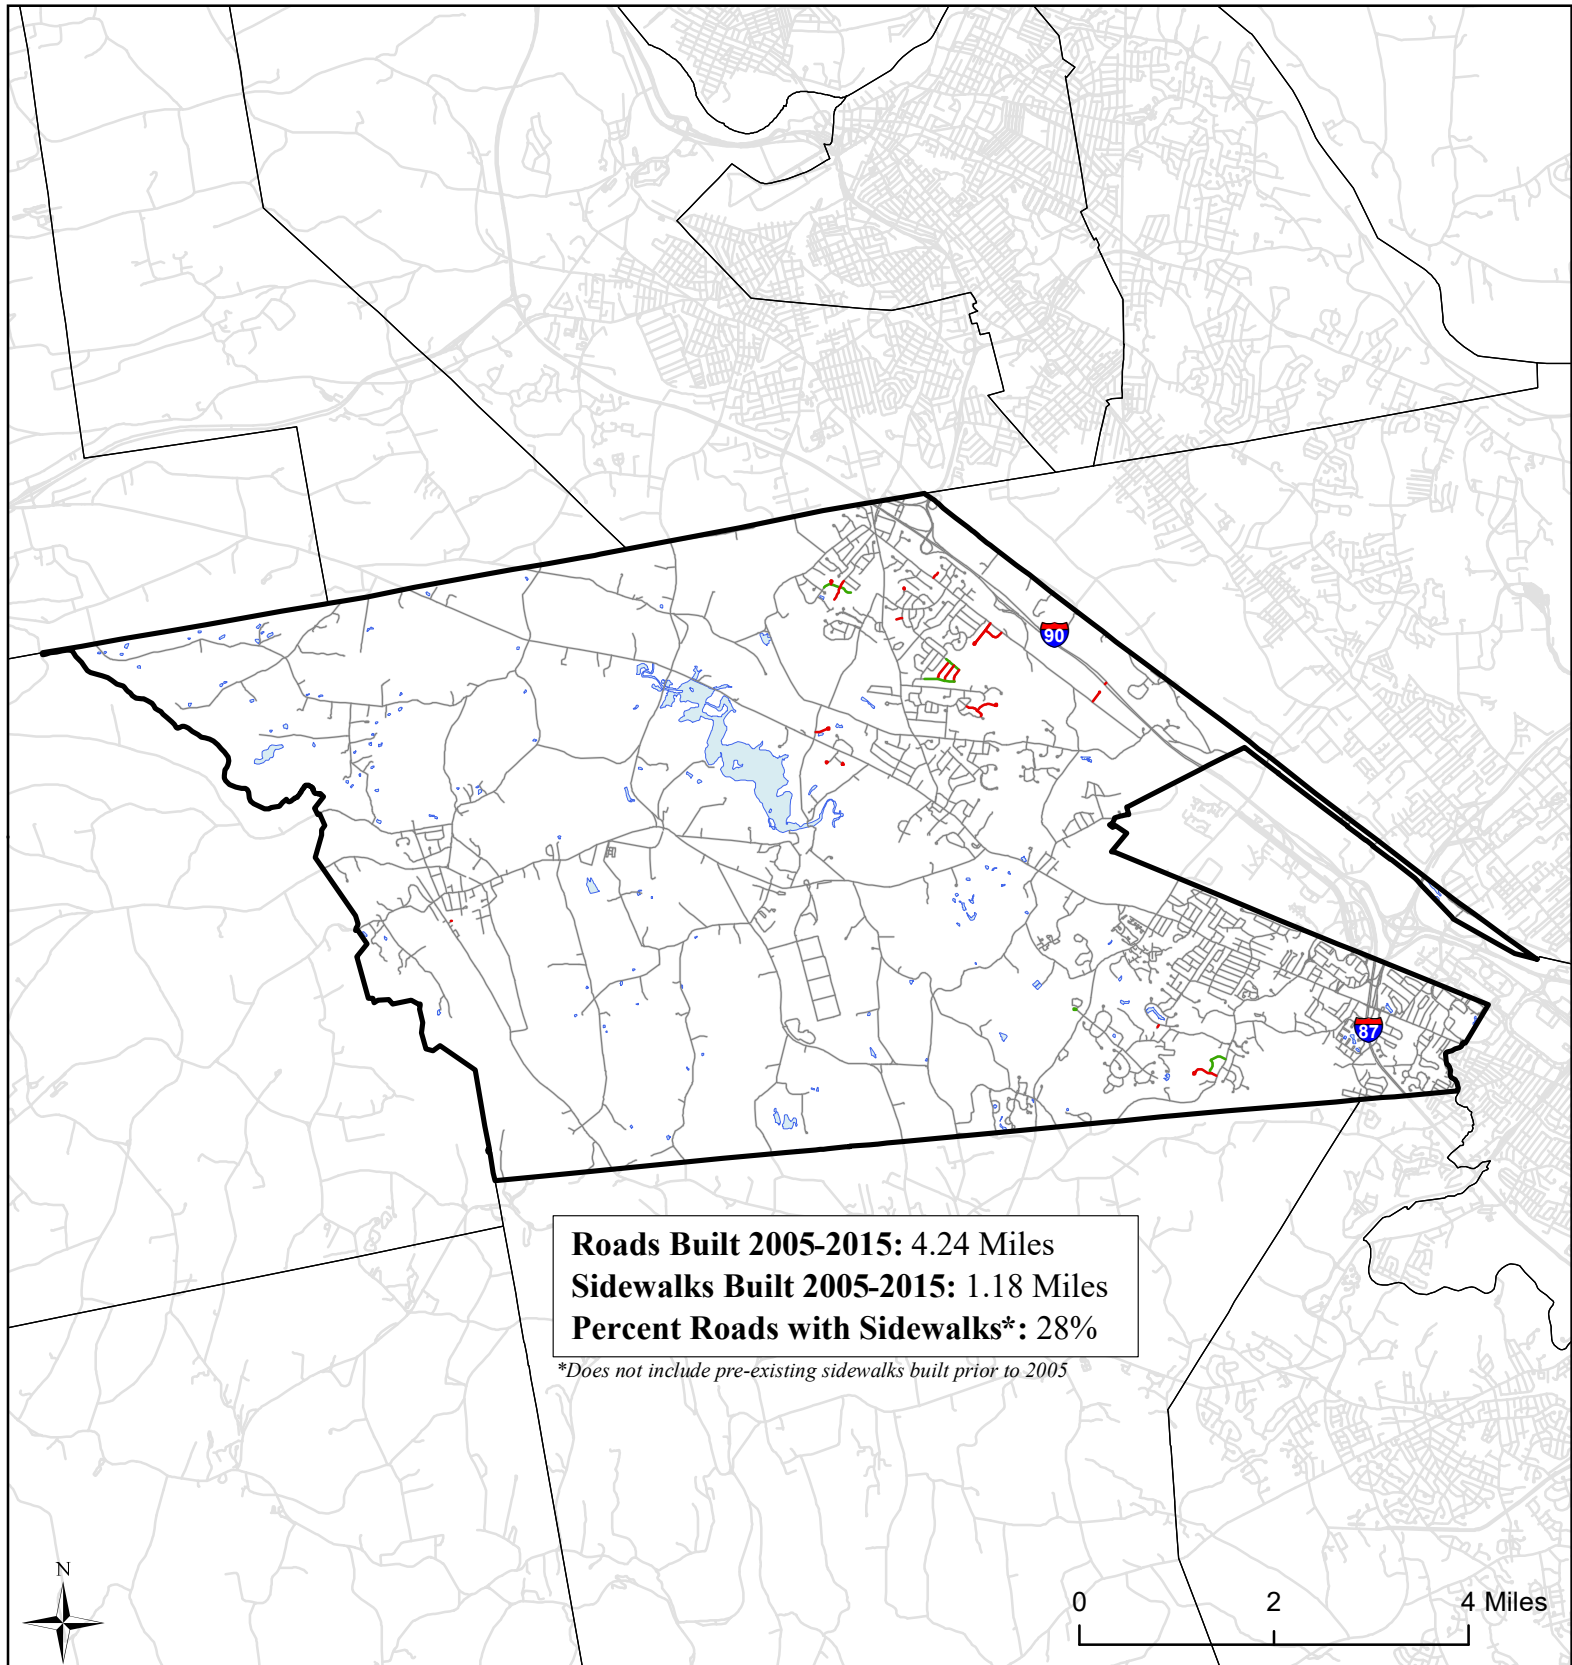 90
87
Roads Built 2005-2015: 4.24 Miles
Sidewalks Built 2005-2015: 1.18 Miles
Percent Roads with Sidewalks*: 28%
*Does not include pre-existing sidewalks built prior to 2005
N
0 2 4 Miles